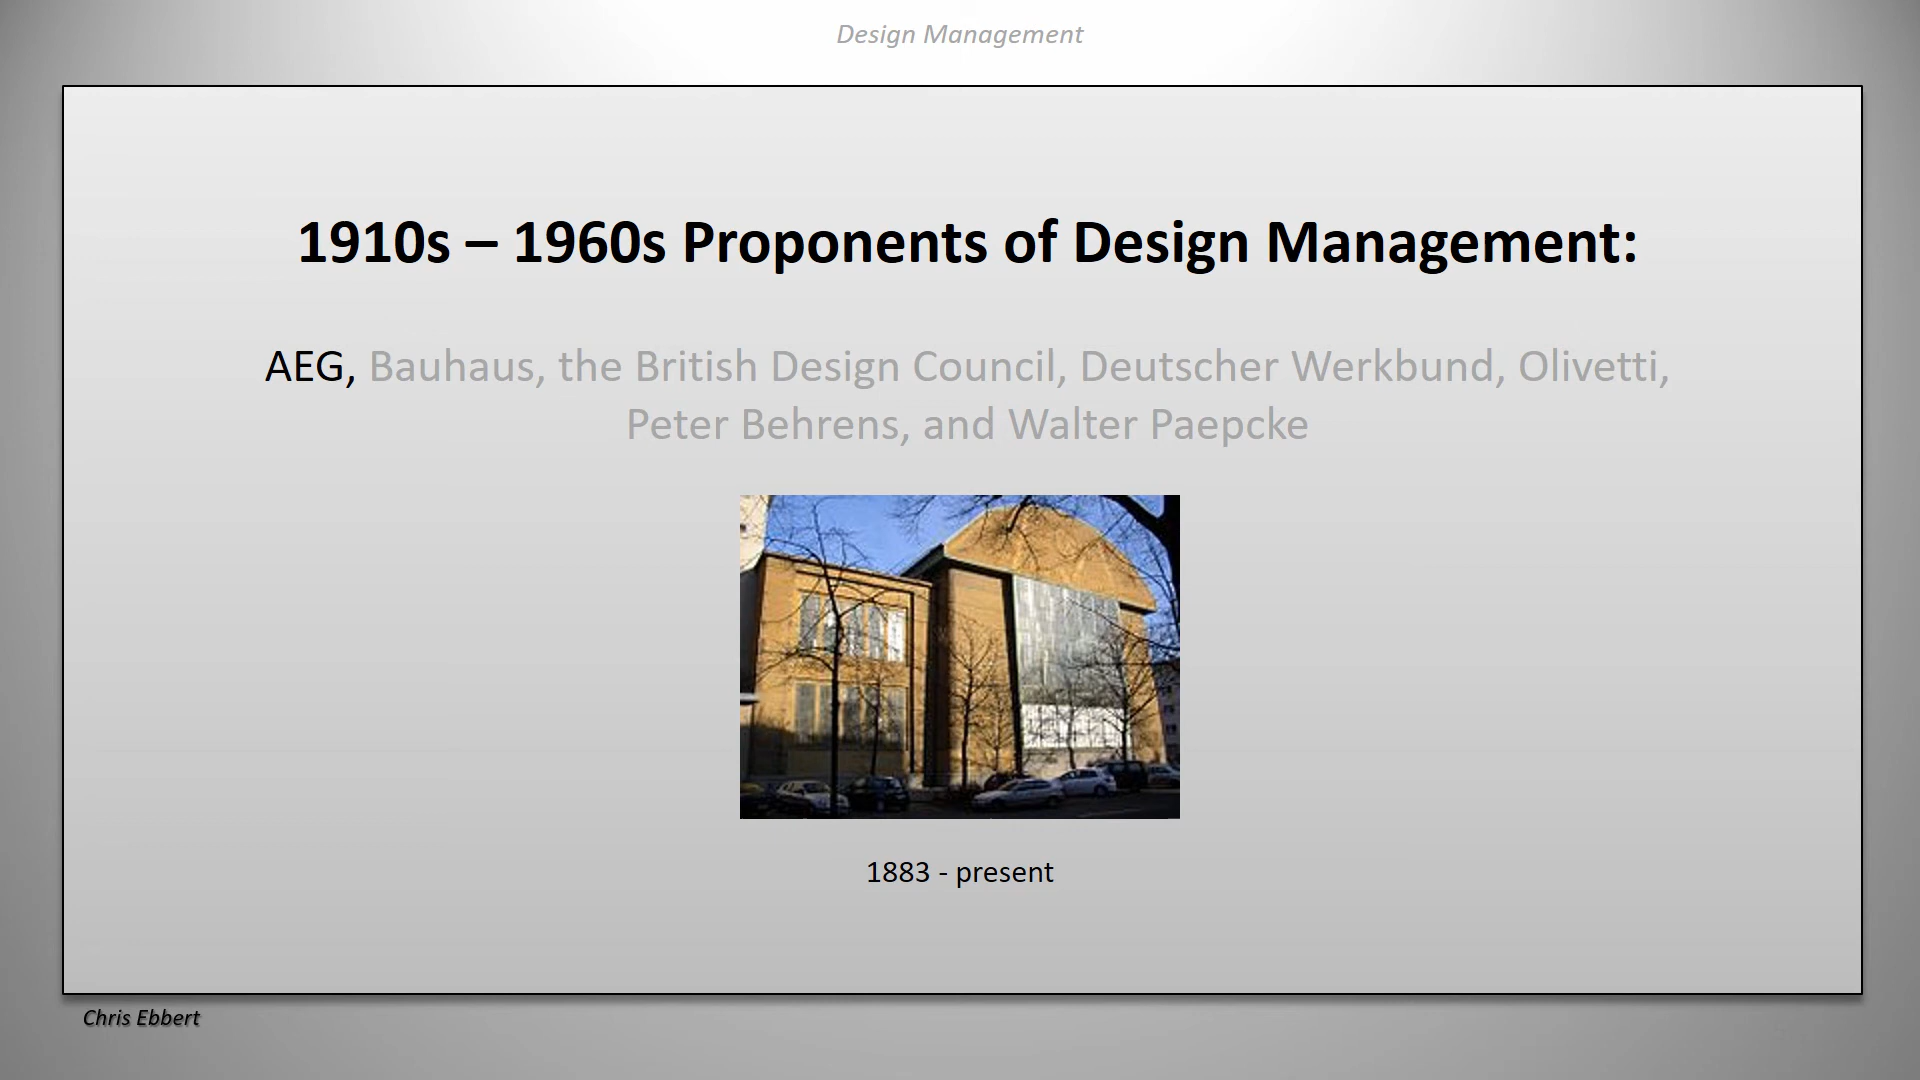 Design Management
1910s – 1960s Proponents of Design Management:
AEG, Bauhaus, the British Design Council, Deutscher Werkbund, Olivetti,
Peter Behrens, and Walter Paepcke
1883 - present
Chris Ebbert